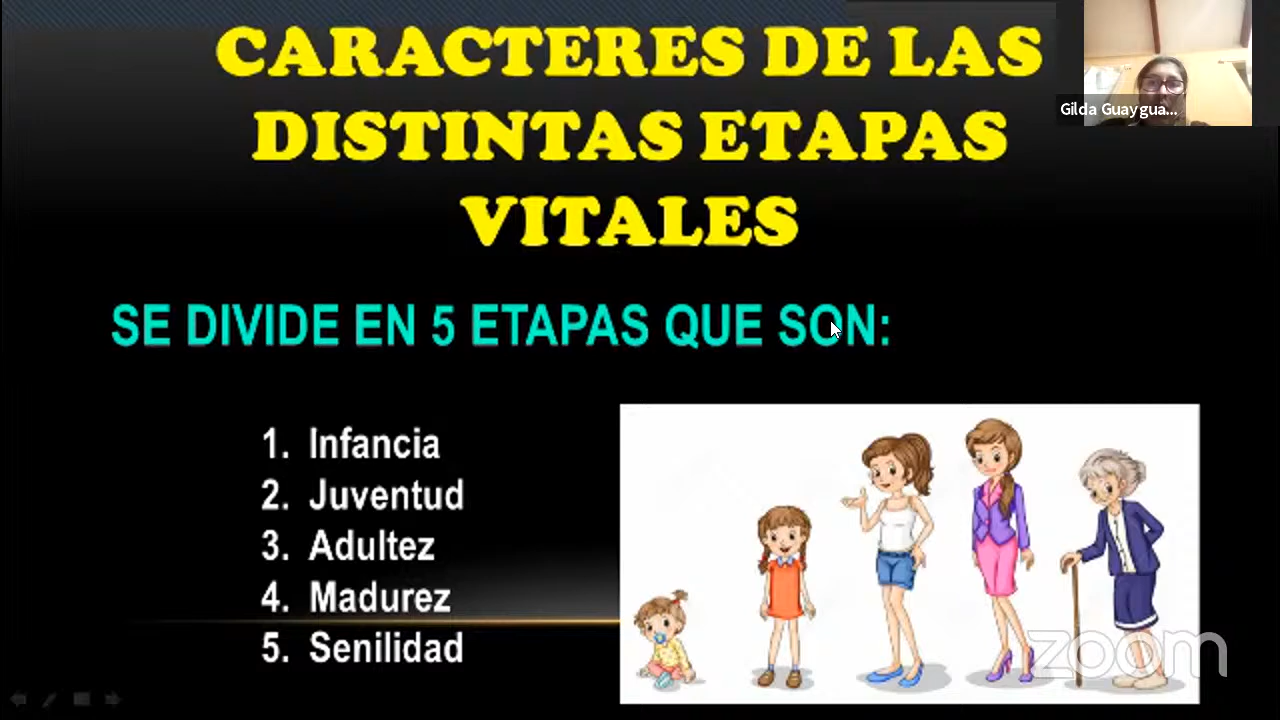 CARACTERES DE LAS
DISTINTAS ETAPAS
VITALES
Gilda Guaygua...
SE DIVIDE EN 5 ETAPAS QUE SON:
1. Infancia
2. Juventud
3. Adultez
4. Madurez
5. Senilidad
zoom